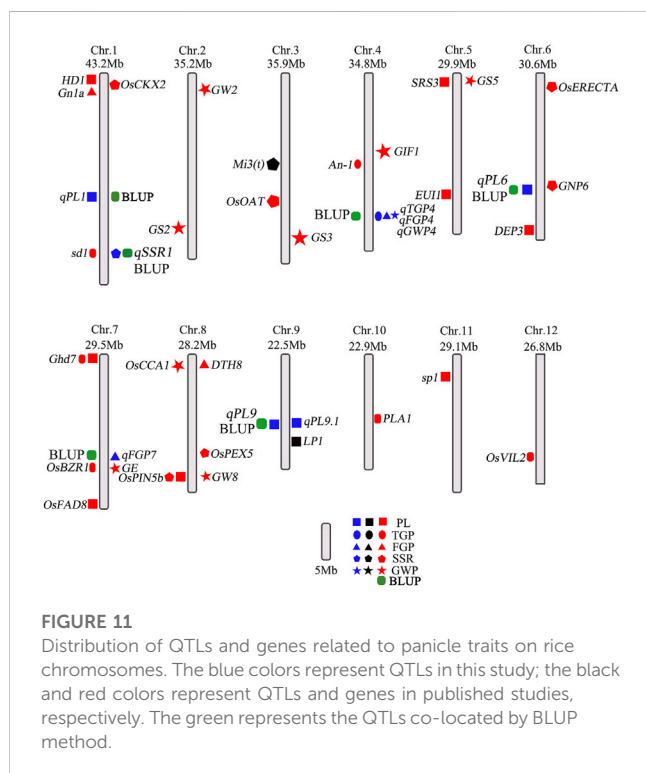 Chr.1 Chr.2 Chr.3 Chr.4 Chr.5 Chr.6
43.2Mb 35.2Mb 35.9Mb 34.8Mb 29.9Mb 30.6Mb
HD1 OsCKX2 GW2 SRS3 GS5 OsERECTA
Gn1a
Mi3(t) An-1 GIF1
qPL1 BLUP OsOAT EUI1 qPL6 BLUP GNP6
BLUP qTGP4
qFGP4
qGWP4
GS2 GS3 DEP3
sd1 qSSR1
BLUP
Chr.7 Chr.8 Chr.9 Chr.10 Chr.11 Chr.12
29.5Mb 28.2Mb 22.5Mb 22.9Mb 29.1Mb 26.8Mb
Ghd7 OsCCA1 DTH8 sp1
qPL9 BLUP qPL9.1 PLA1
LP1
BLUP qFGP7 OsPEX5 OsVIL2
OsBZR1 GE OsPIN5b GW8
OsFAD8
PL
TGP
FGP
SSR
GWP
BLUP
5Mb
FIGURE 11
Distribution of QTLs and genes related to panicle traits on rice
chromosomes. The blue colors represent QTLs in this study; the black
and red colors represent QTLs and genes in published studies,
respectively. The green represents the QTLs co-located by BLUP
method.